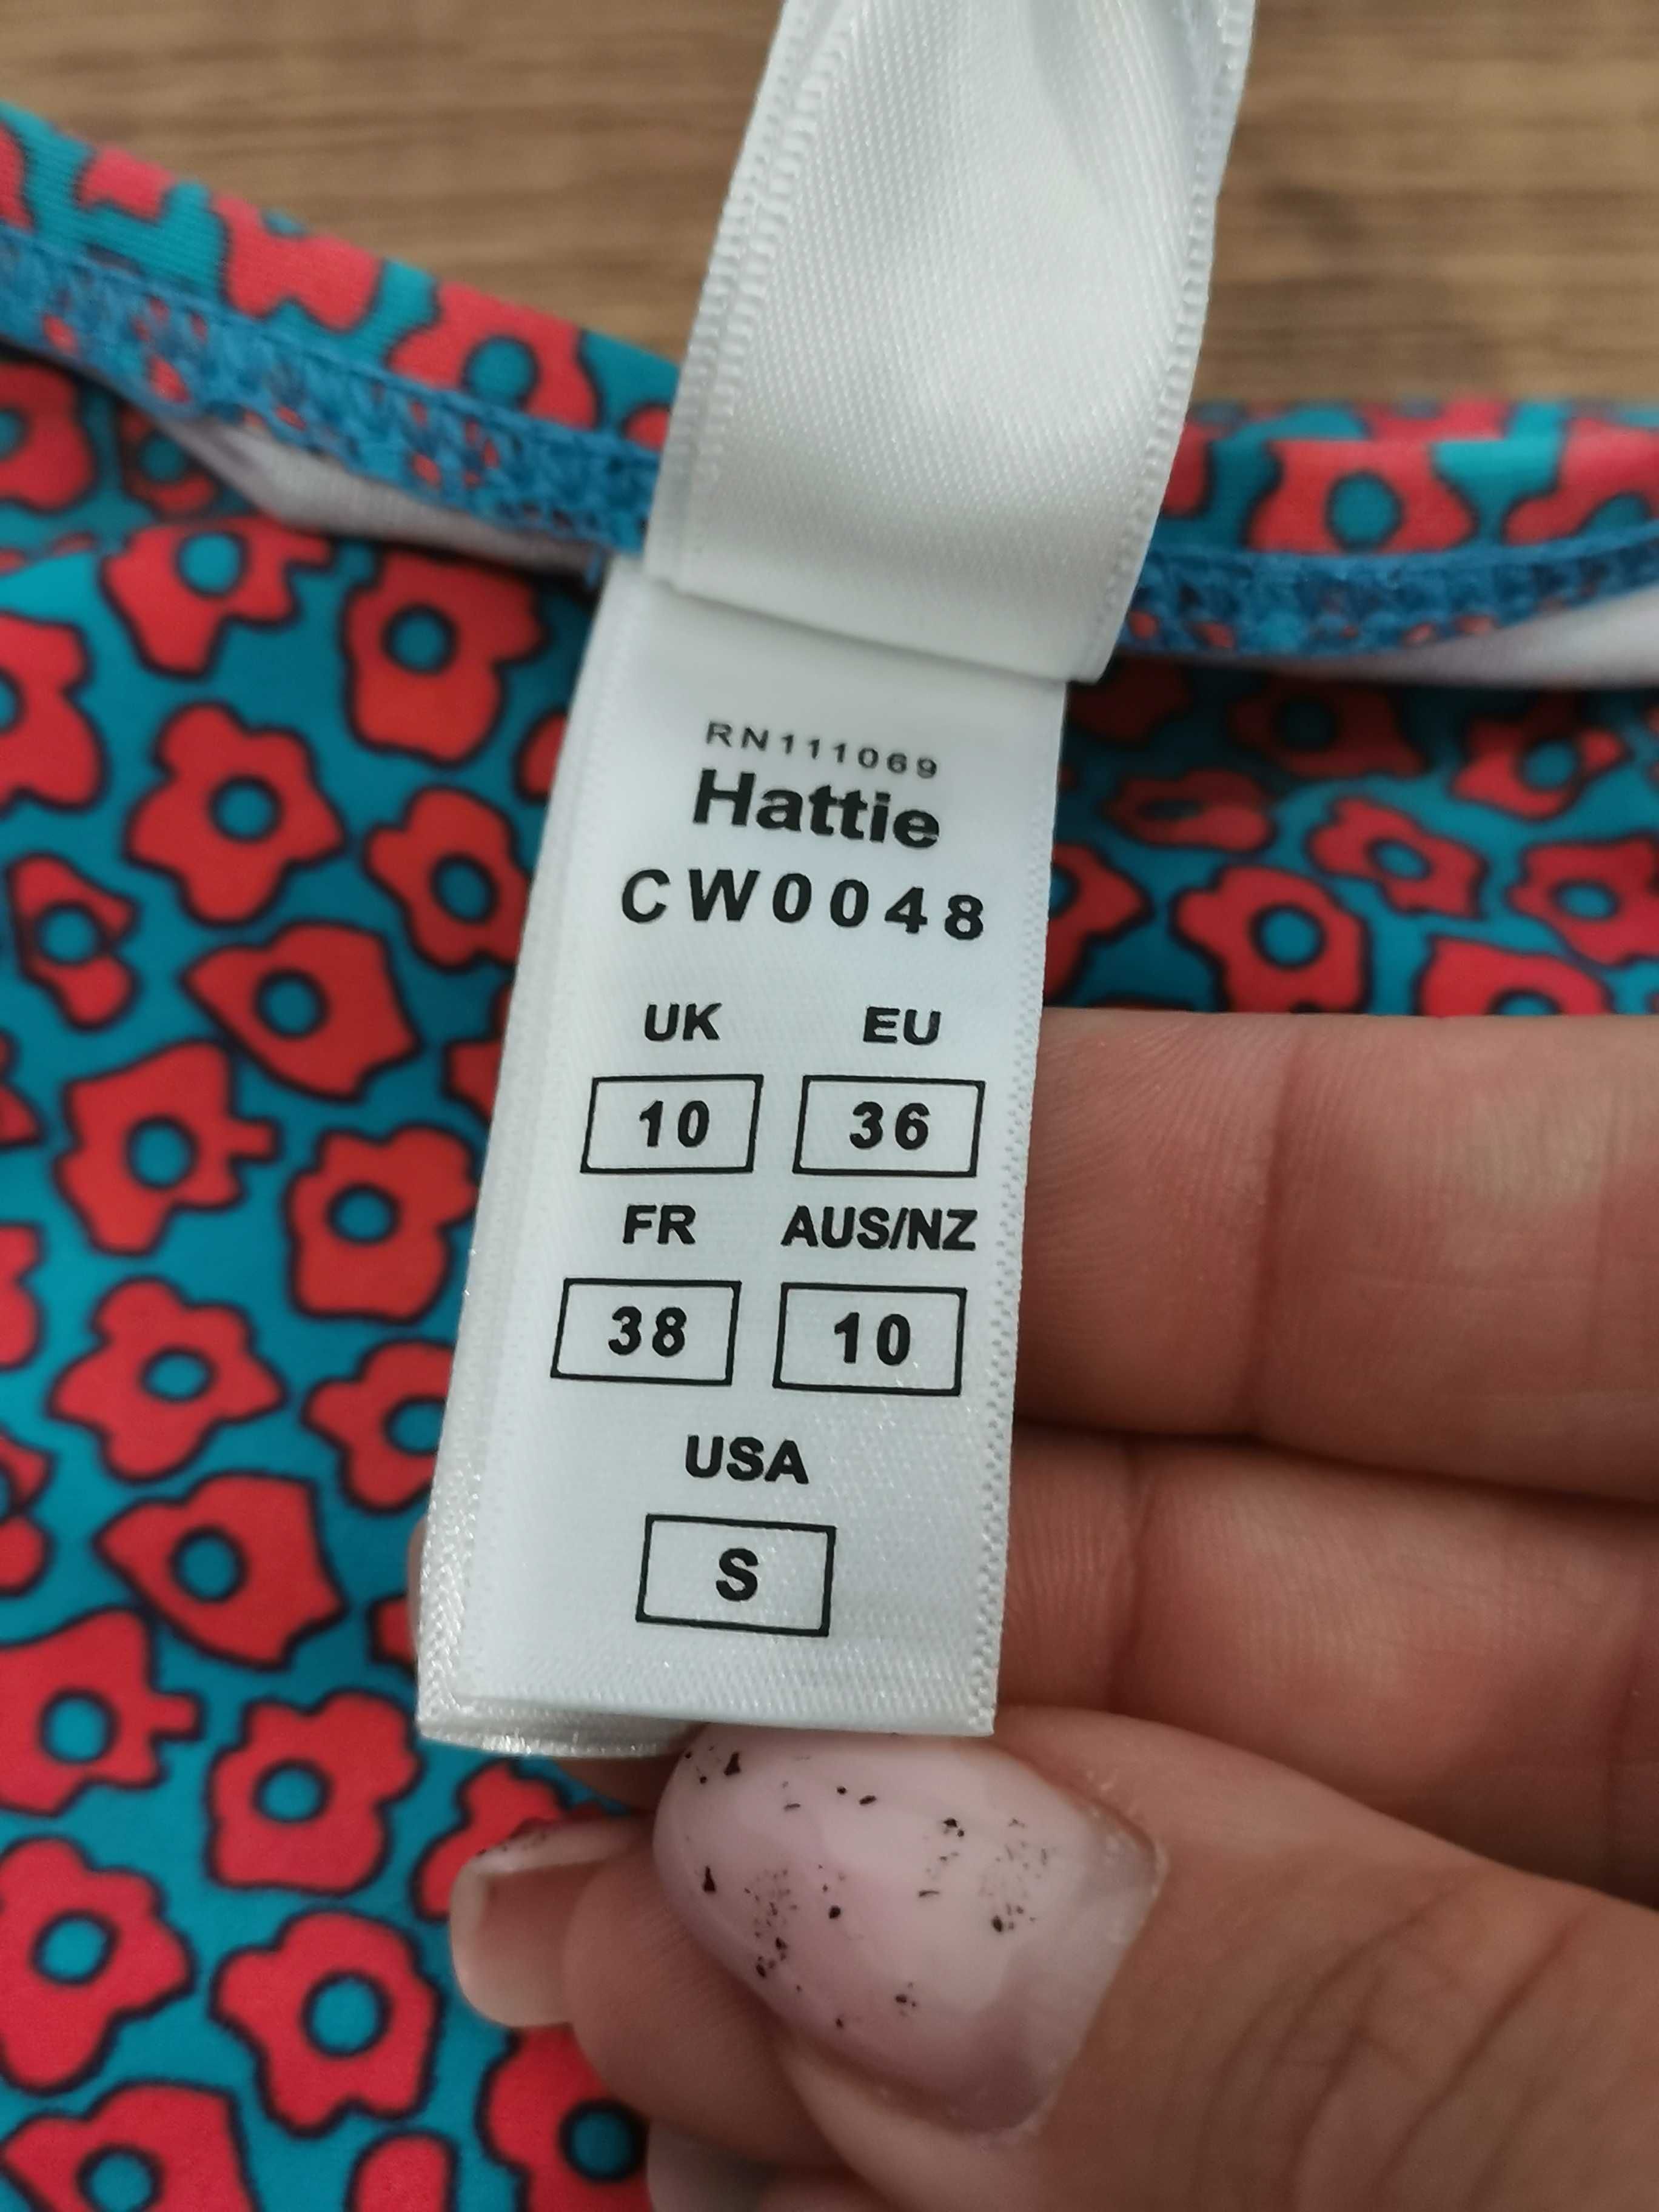 RN111069
Hattie
CW0048
UK EU
10 36
FR AUS/NZ
38 10
USA
S